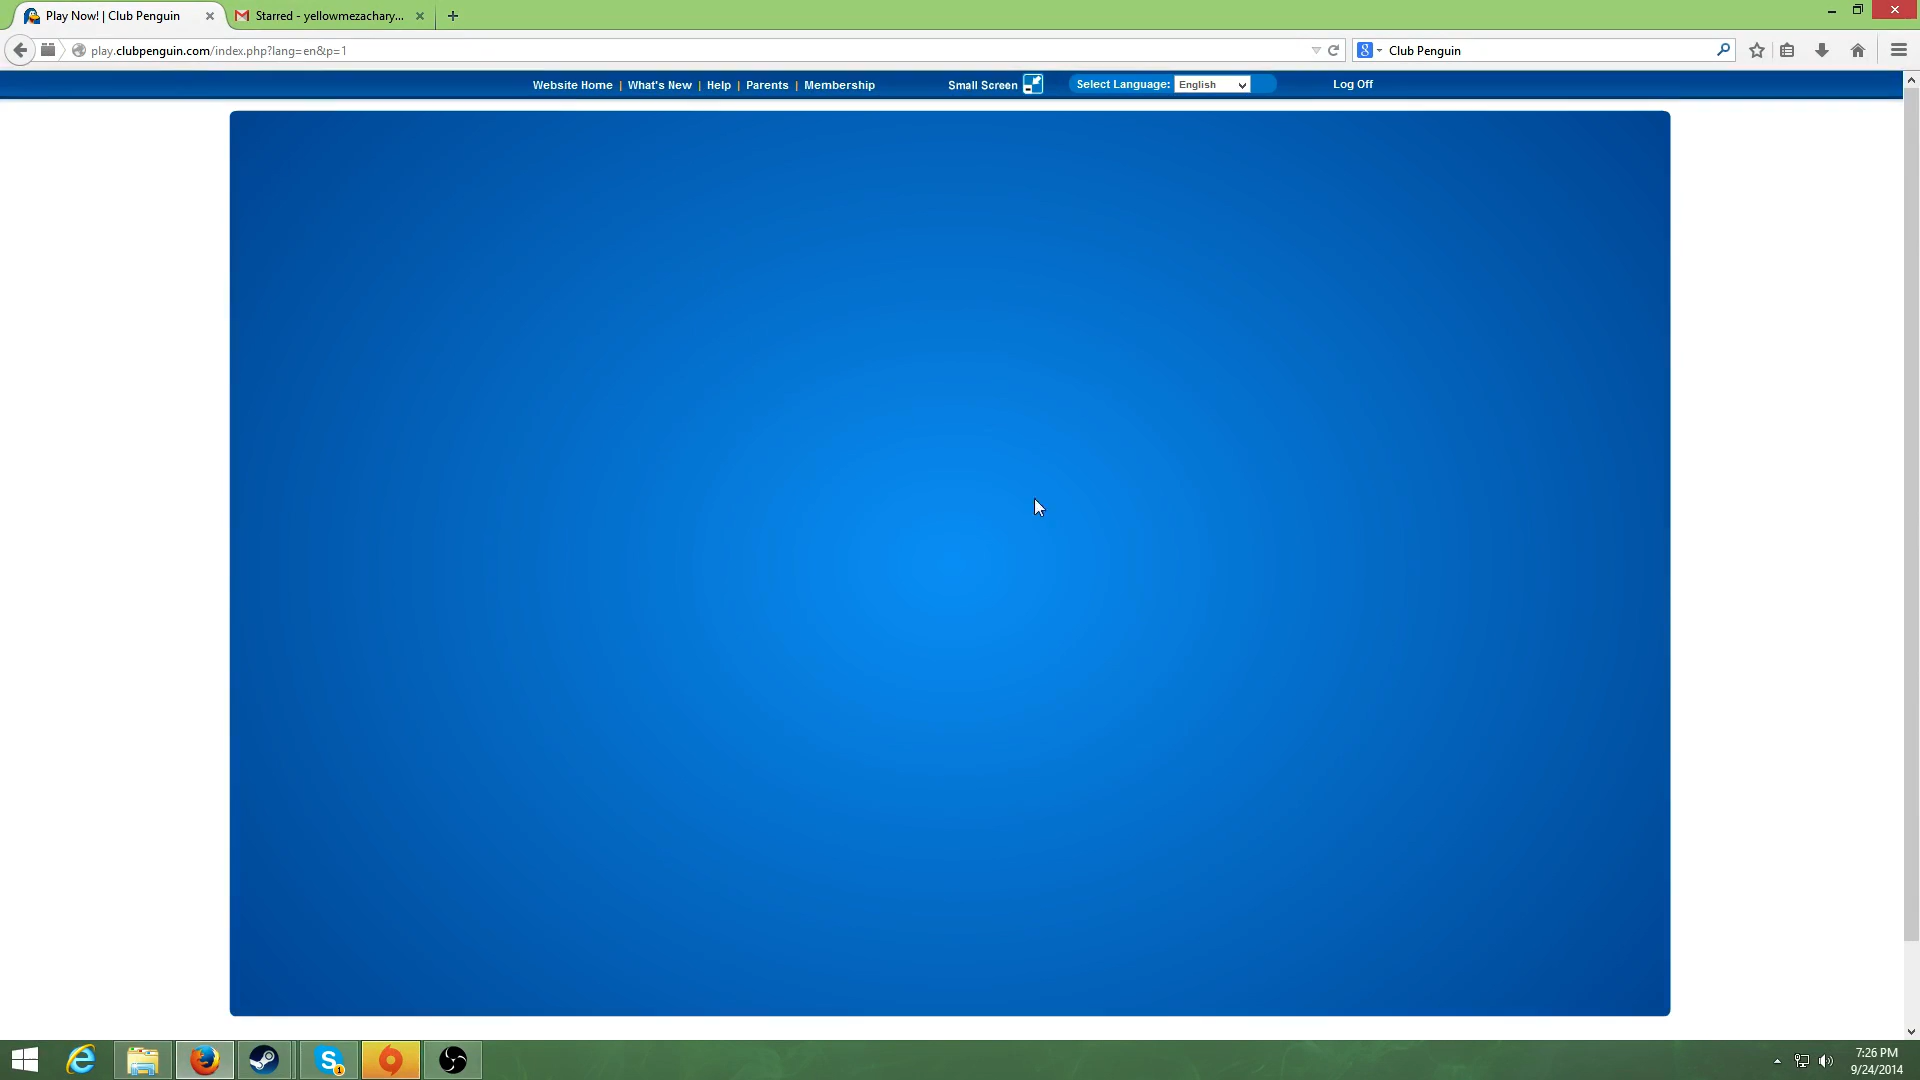 Play Now! | Club Penguin
Starred - yellowmezachary...
play.clubpenguin.com/index.php?lang=en&p=1
Club Penguin
Website Home | What's New | Help | Parents | Membership
Small Screen
Select Language: English
Log Off
7:26 PM
9/24/2014